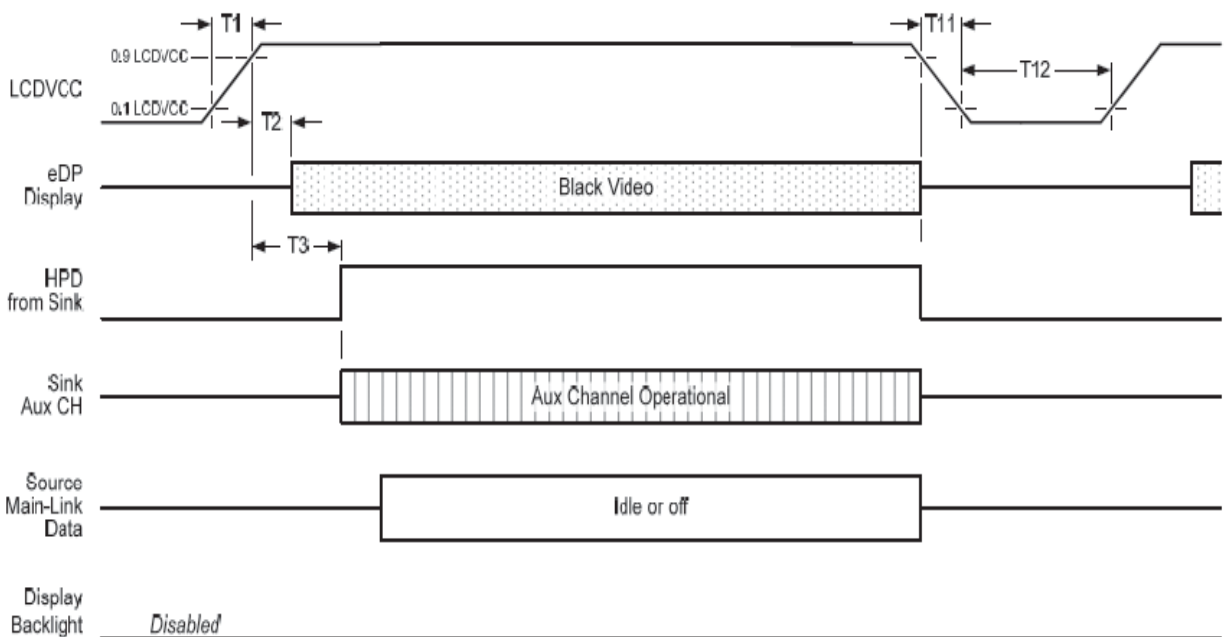 T1
T11
0.9 LCDVCC
LCDVCC
T12
0.1 LCDVCC
T2
eDP
Display
Black Video
T3
HPD
from Sink
Sink
Aux CH
Aux Channel Operational
Source
Main-Link
Data
Idle or off
Display
Backlight
Disabled